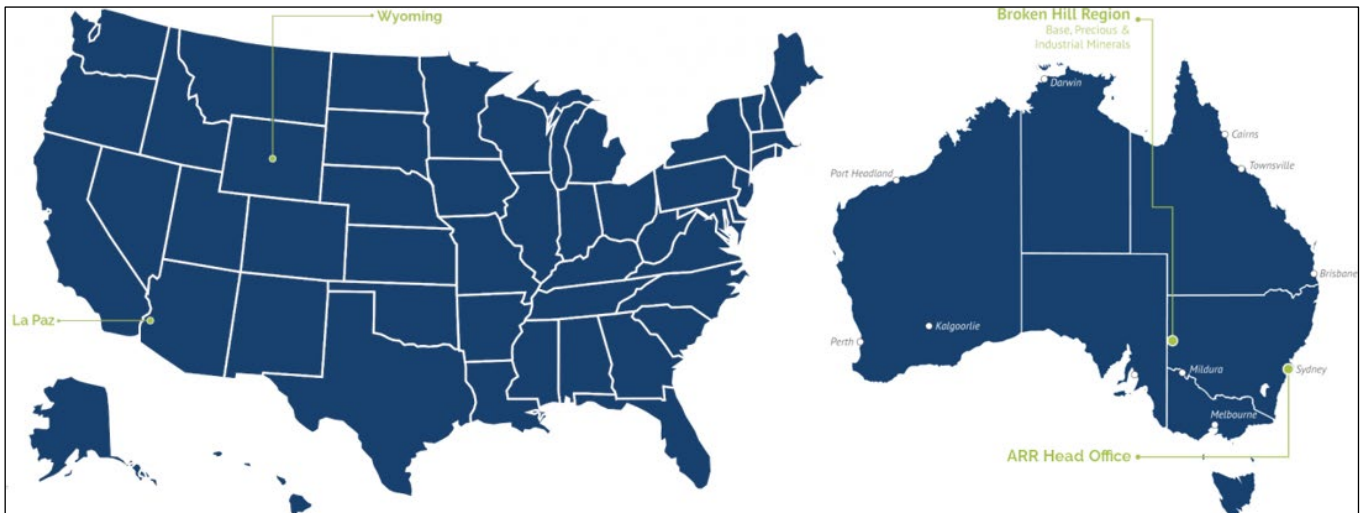 Wyoming
La Paz
Broken Hill Region
Base, Precious &
Industrial Minerals
Darwin
Cairns
Townsville
Port Headland
Brisbane
Kalgoorlie
Perth
Mildura
Sydney
Melbourne
ARR Head Office